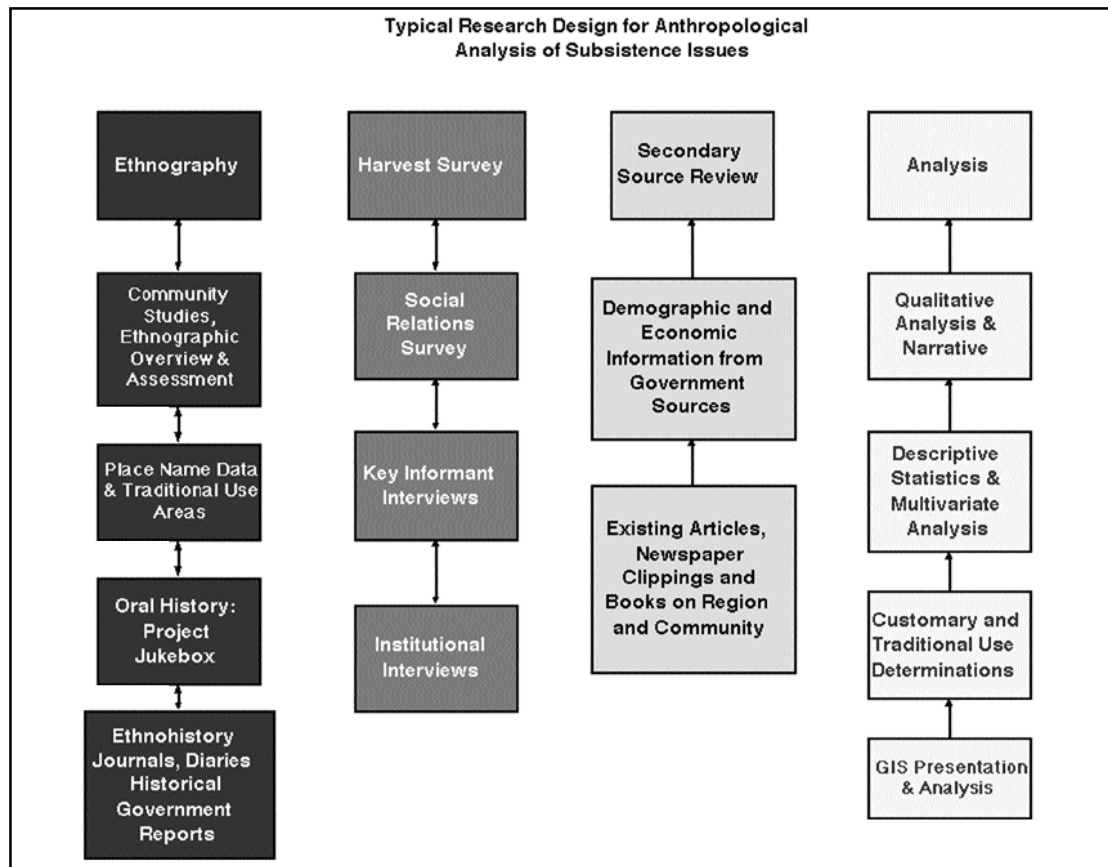 Typical Research Design for Anthropological
Analysis of Subsistence Issues
Ethnography
Community
Studies,
Ethnographic
Overview &
Assessment
Place Name Data
& Traditional Use
Areas
Oral History:
Project
Jukebox
Ethnohistory
Journals, Diaries
Historical
Government
Reports
Harvest Survey
Social
Relations
Survey
Key Informant
Interviews
Institutional
Interviews
Secondary
Source Review
Demographic and
Economic
Information from
Government
Sources
Existing Articles,
Newspaper
Clippings and
Books on Region
and Community
Analysis
Qualitative
Analysis &
Narrative
Descriptive
Statistics &
Multivariate
Analysis
Customary and
Traditional Use
Determinations
GIS Presentation
& Analysis